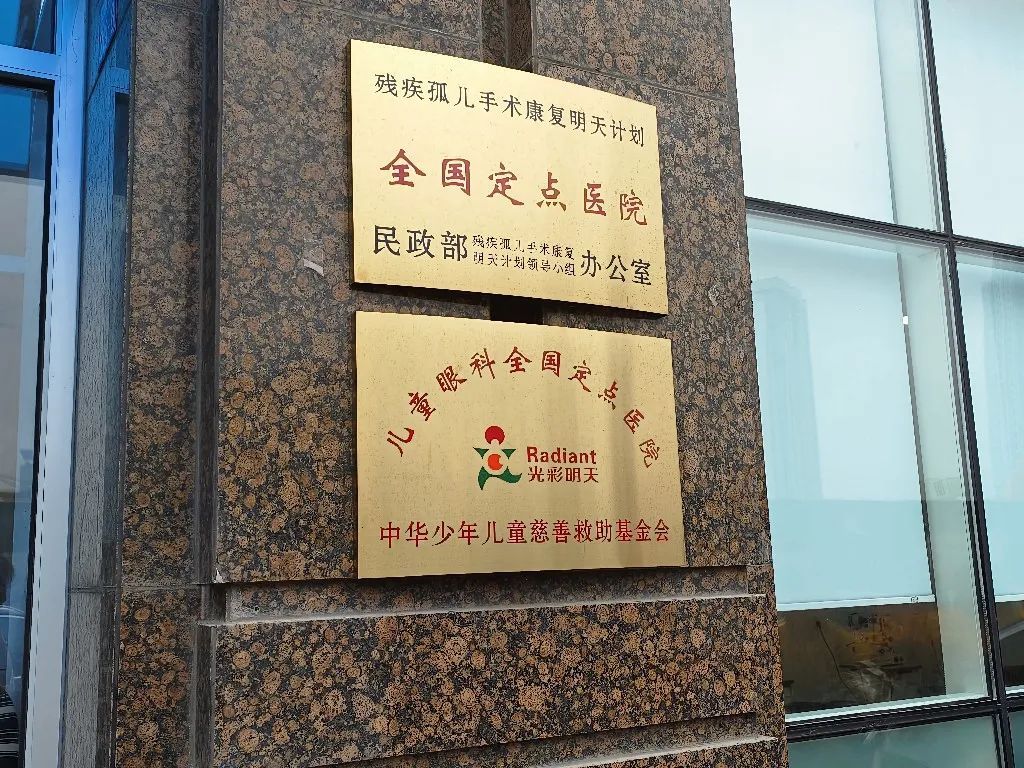 残疾孤儿手术康复明天计划
全国定点医院
民政部 残疾孤儿手术康复 办公室
明天计划领导小组
儿童眼科全国定点医院
Radiant
光彩明天
中华少年儿童慈善救助基金会